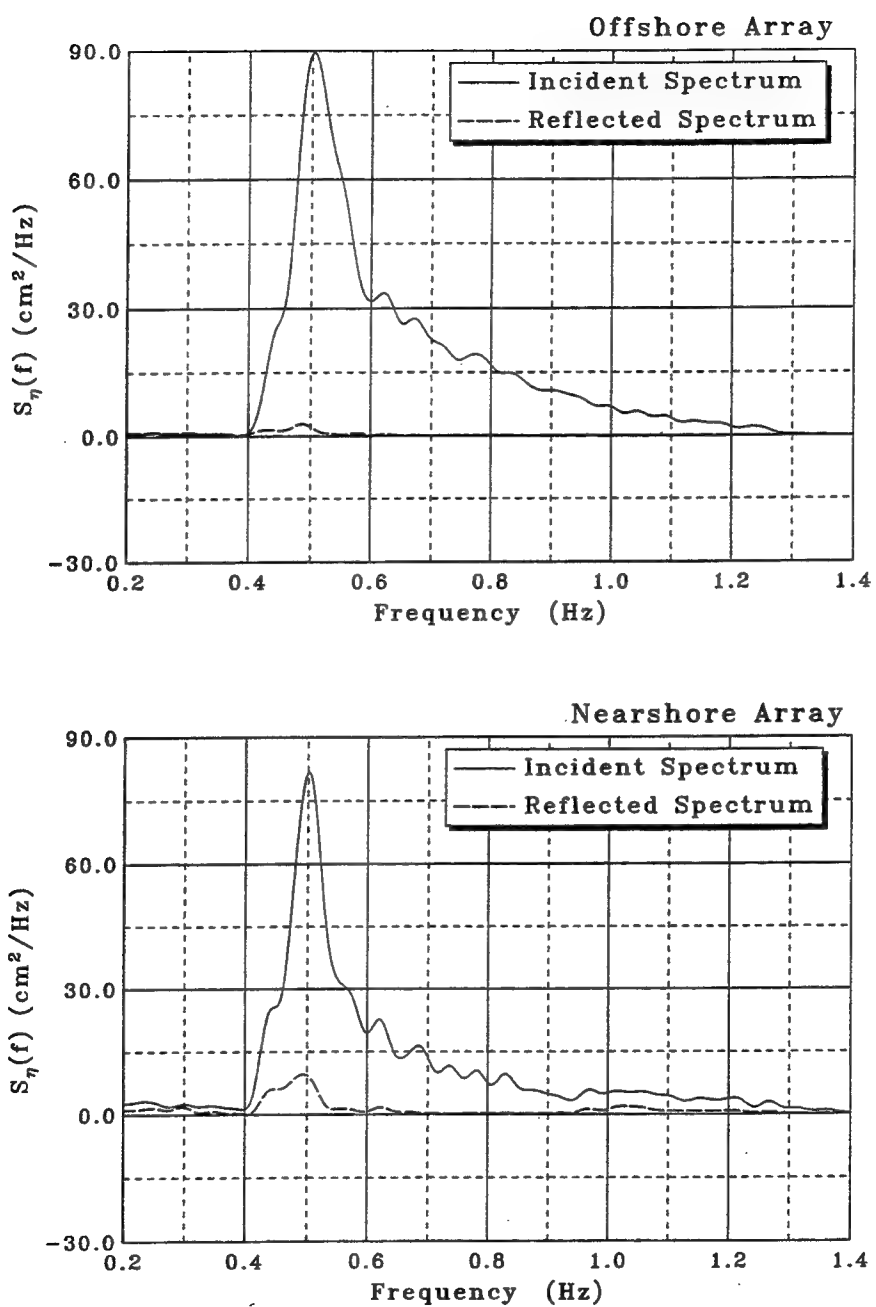 Offshore Array
90.0
60.0
30.0
0.0
-30.0
S_η(f) (cm²/Hz)
Incident Spectrum
Reflected Spectrum
0.2 0.4 0.6 0.8 1.0 1.2 1.4
Frequency (Hz)
Nearshore Array
90.0
60.0
30.0
0.0
-30.0
S_η(f) (cm²/Hz)
Incident Spectrum
Reflected Spectrum
0.2 0.4 0.6 0.8 1.0 1.2 1.4
Frequency (Hz)